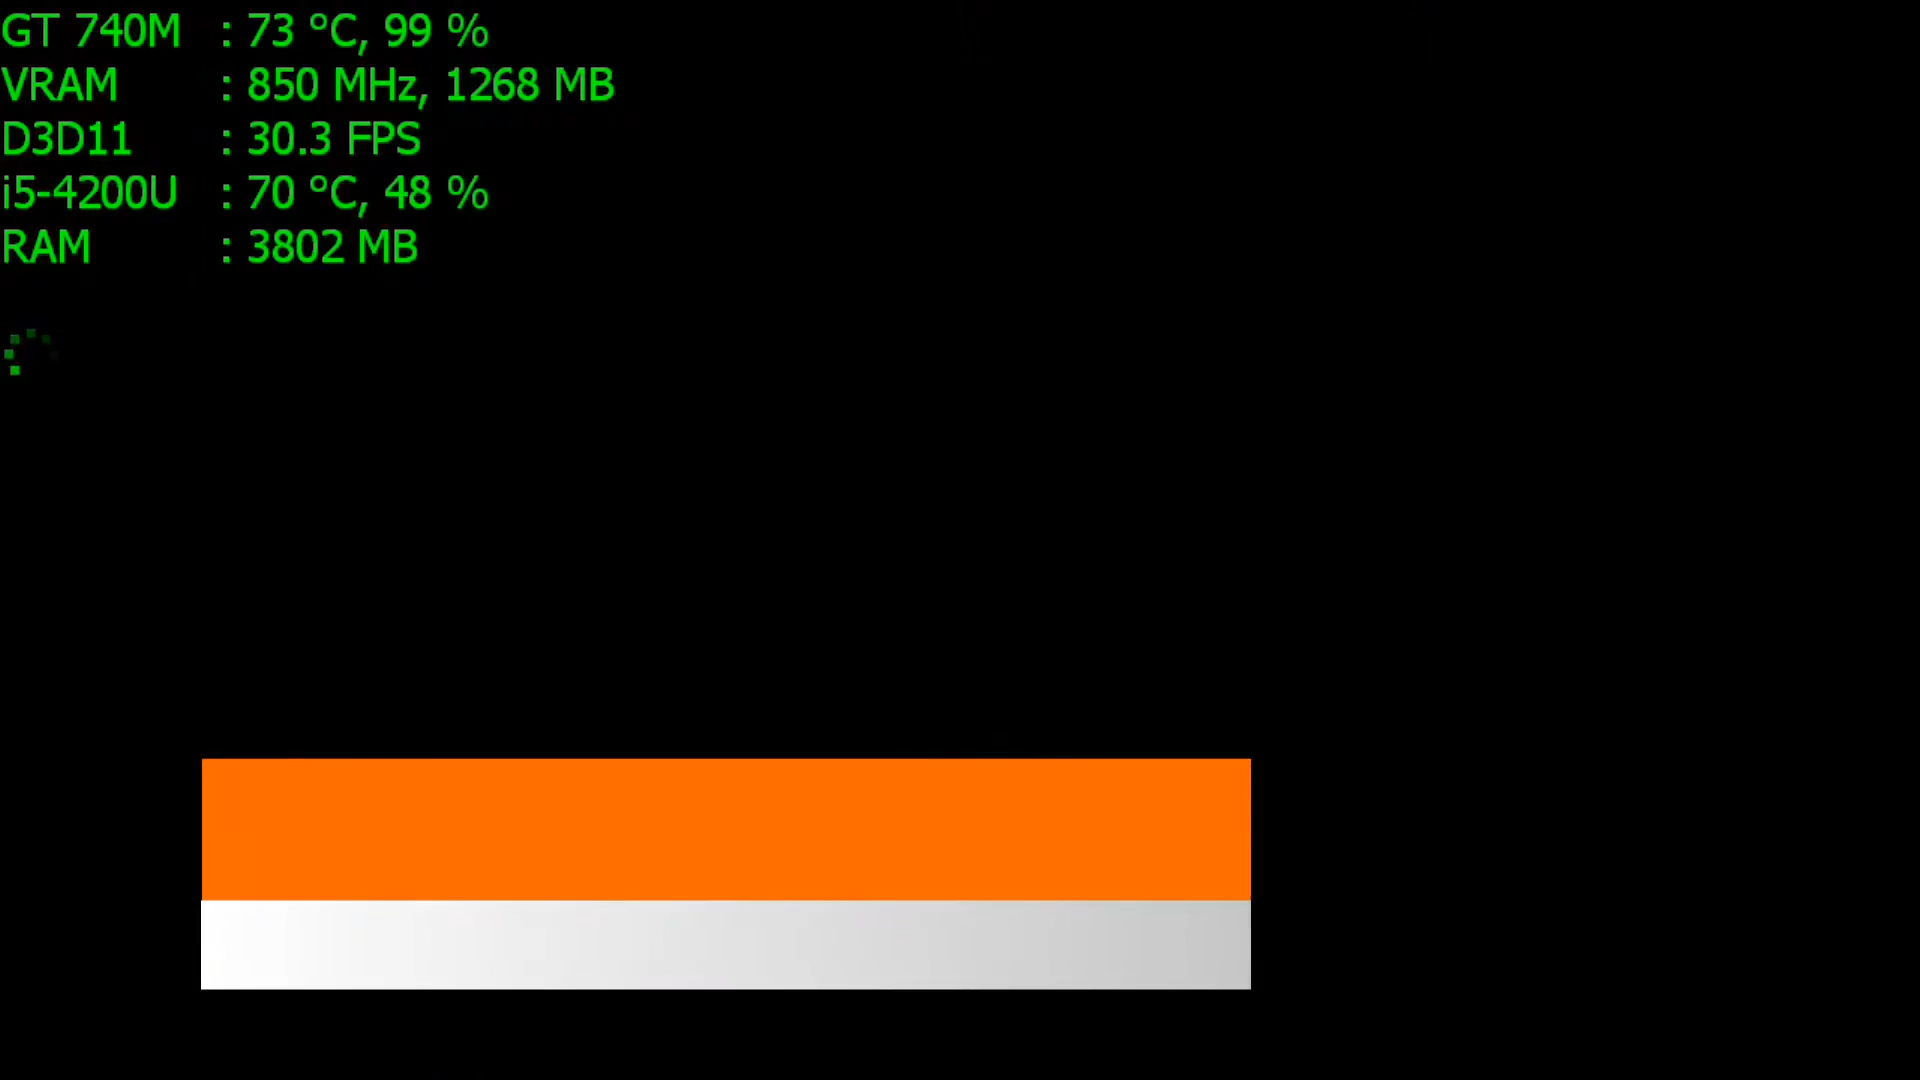 GT 740M : 73 °C, 99 %
VRAM : 850 MHz, 1268 MB
D3D11 : 30.3 FPS
i5-4200U : 70 °C, 48 %
RAM : 3802 MB